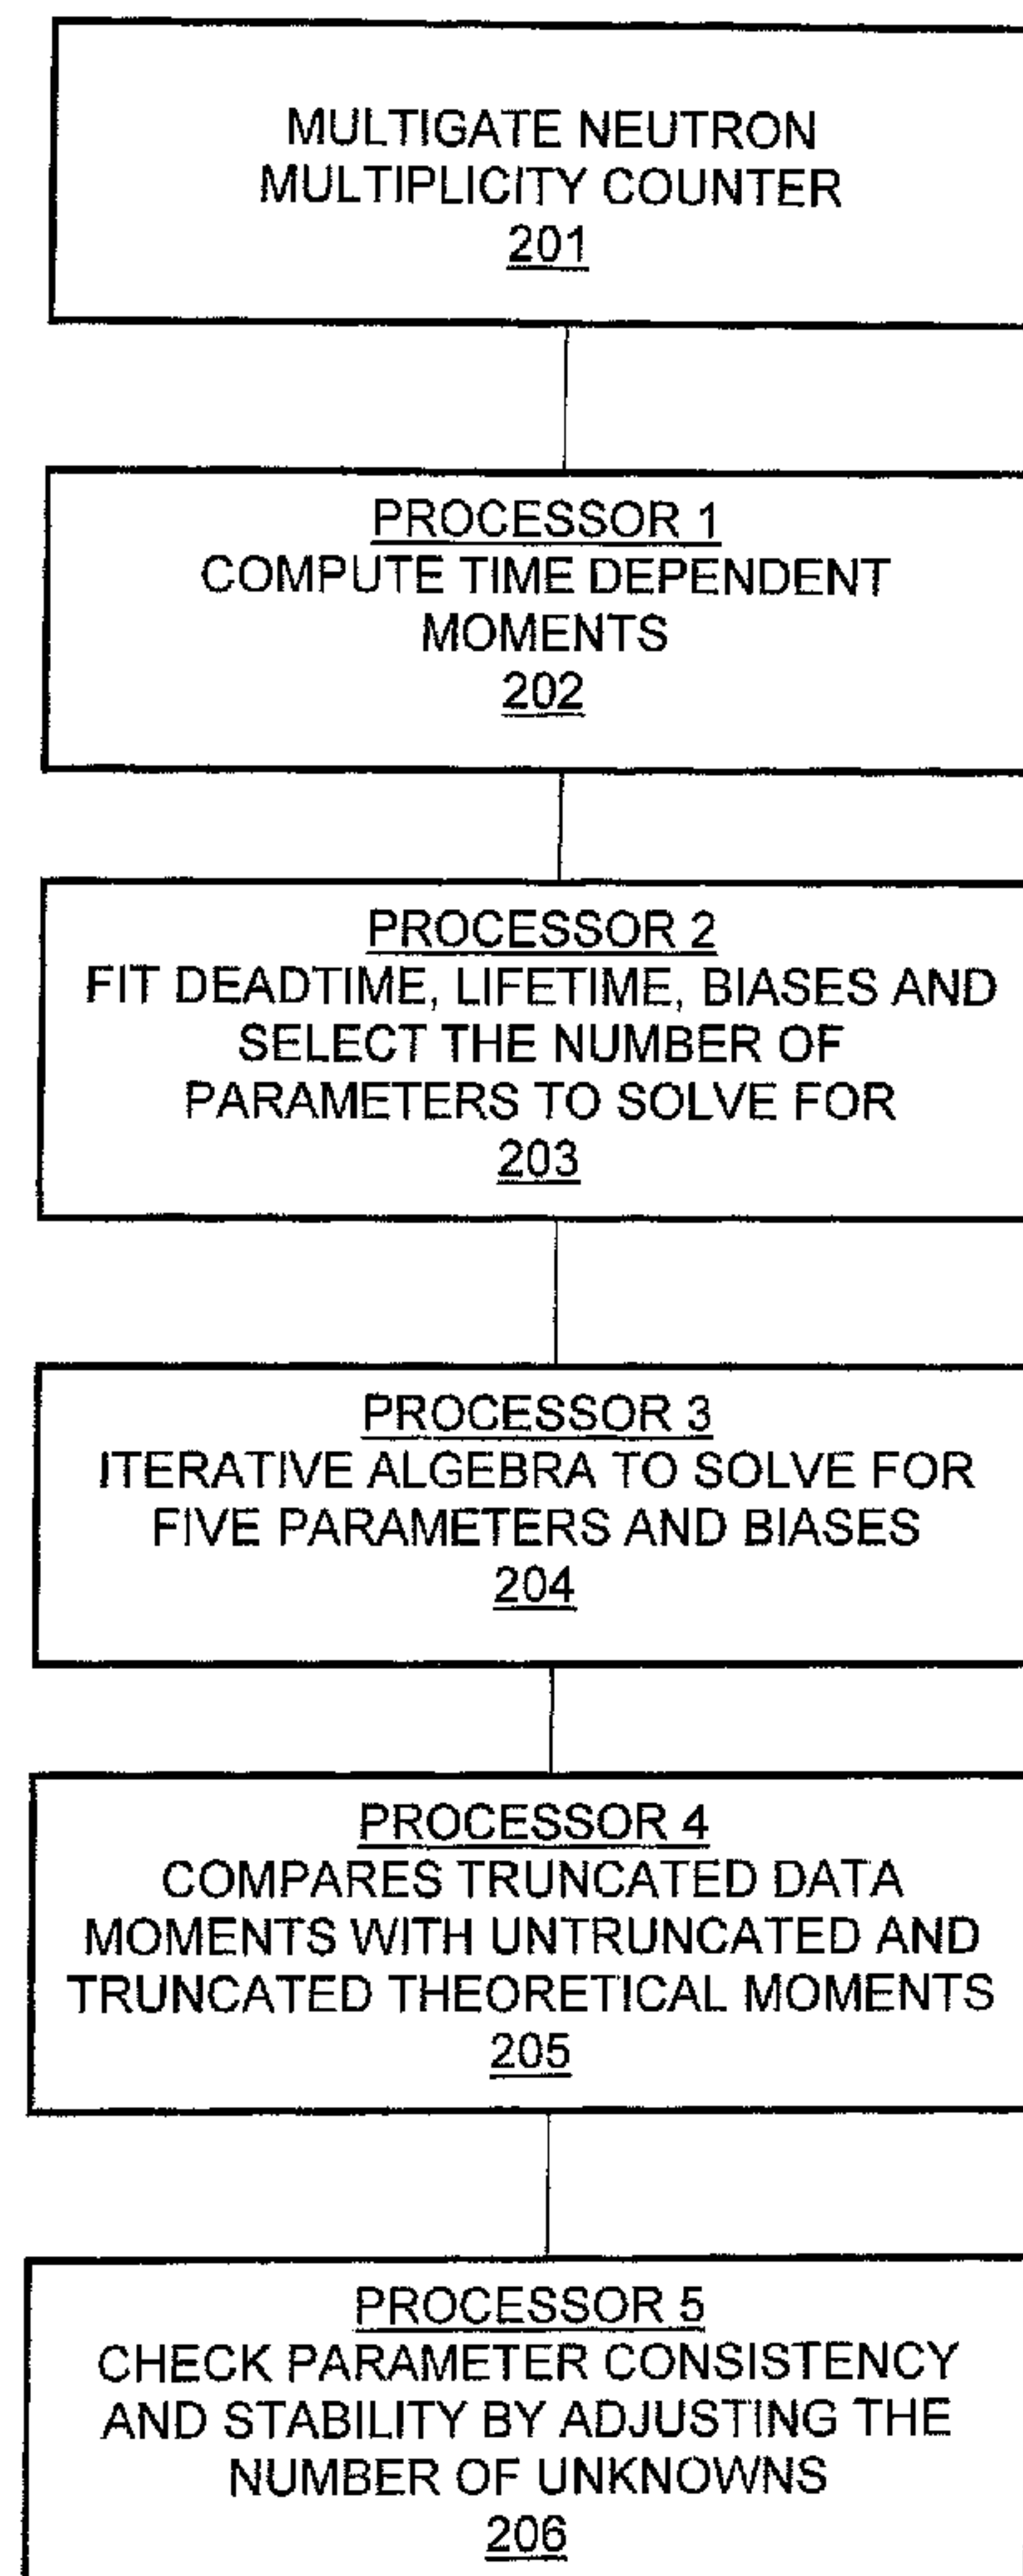 MULTIGATE NEUTRON
MULTIPLICITY COUNTER
201
PROCESSOR 1
COMPUTE TIME DEPENDENT
MOMENTS
202
PROCESSOR 2
FIT DEADTIME, LIFETIME, BIASES AND
SELECT THE NUMBER OF
PARAMETERS TO SOLVE FOR
203
PROCESSOR 3
ITERATIVE ALGEBRA TO SOLVE FOR
FIVE PARAMETERS AND BIASES
204
PROCESSOR 4
COMPARES TRUNCATED DATA
MOMENTS WITH UNTRUNCATED AND
TRUNCATED THEORETICAL MOMENTS
205
PROCESSOR 5
CHECK PARAMETER CONSISTENCY
AND STABILITY BY ADJUSTING THE
NUMBER OF UNKNOWNS
206